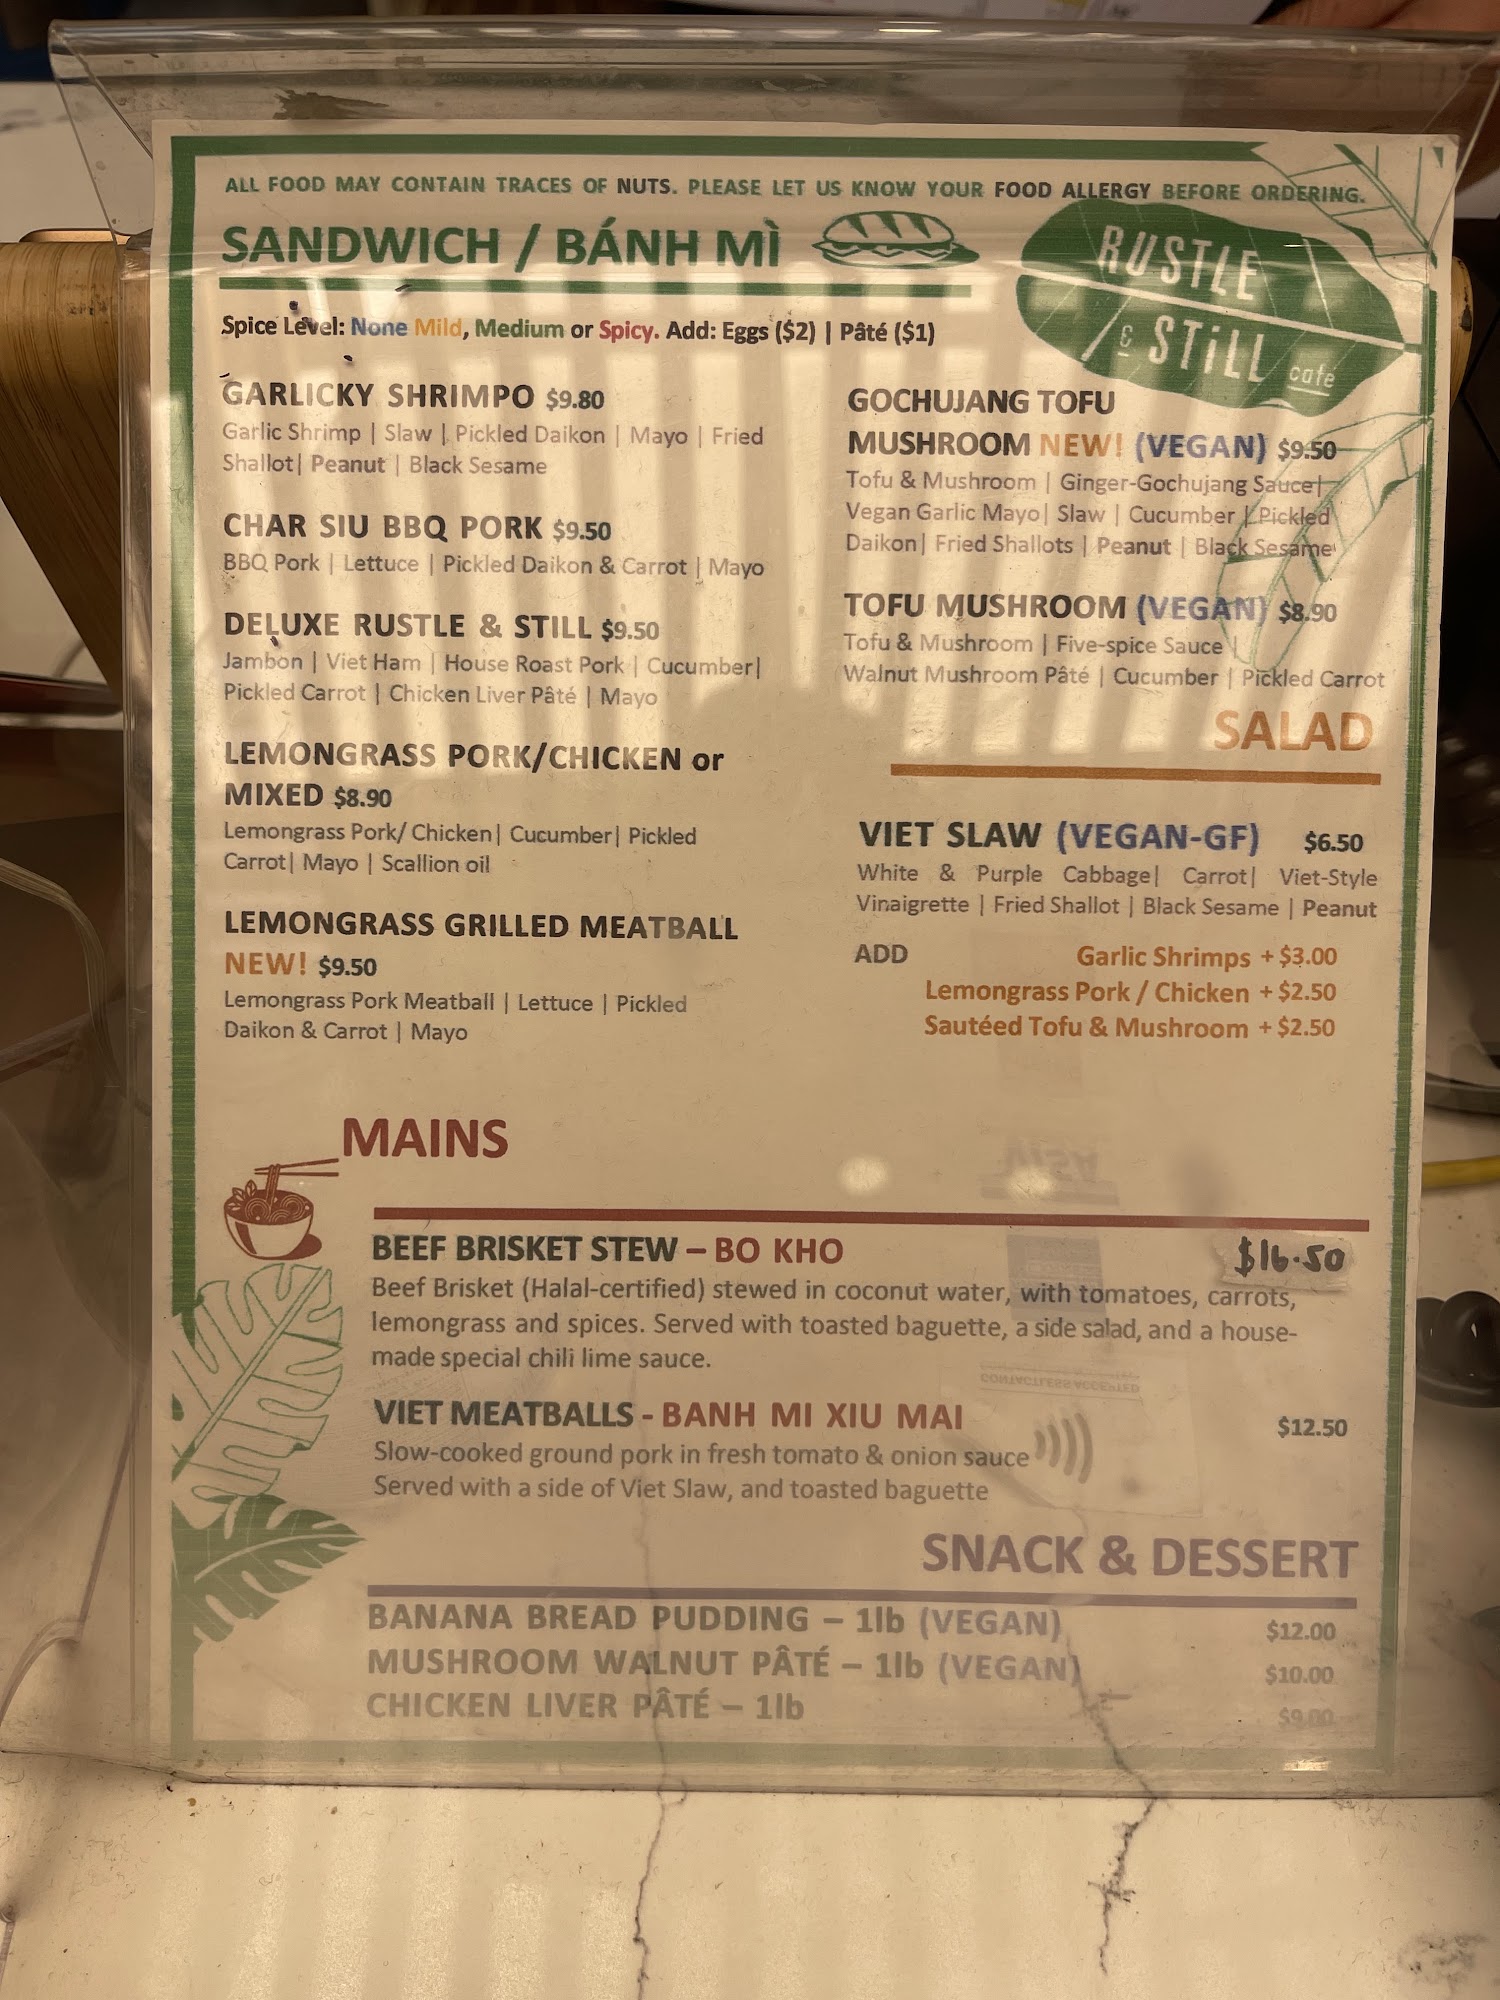 ALL FOOD MAY CONTAIN TRACES OF NUTS. PLEASE LET US KNOW YOUR FOOD ALLERGY BEFORE ORDERING.
SANDWICH / BÁNH MÌ
RUSTLE
& STiLL
cafe
Spice Level: None Mild, Medium or Spicy. Add: Eggs ($2) | Pâté ($1)
GARLICKY SHRIMPO $9.80
Garlic Shrimp | Slaw | Pickled Daikon | Mayo | Fried
Shallot| Peanut | Black Sesame
CHAR SIU BBQ PORK $9.50
BBQ Pork | Lettuce | Pickled Daikon & Carrot | Mayo
DELUXE RUSTLE & STILL $9.50
Jambon | Viet Ham | House Roast Pork | Cucumber|
Pickled Carrot | Chicken Liver Pâté | Mayo
LEMONGRASS PORK/CHICKEN or
MIXED $8.90
Lemongrass Pork/ Chicken| Cucumber| Pickled
Carrot| Mayo | Scallion oil
LEMONGRASS GRILLED MEATBALL
NEW! $9.50
Lemongrass Pork Meatball | Lettuce | Pickled
Daikon & Carrot | Mayo
GOCHUJANG TOFU
MUSHROOM NEW! (VEGAN) $9.50
Tofu & Mushroom | Ginger-Gochujang Sauce|
Vegan Garlic Mayo| Slaw | Cucumber | Pickled
Daikon| Fried Shallots | Peanut | Black Sesame
TOFU MUSHROOM (VEGAN) $8.90
Tofu & Mushroom | Five-spice Sauce |
Walnut Mushroom Pâté | Cucumber | Pickled Carrot
SALAD
VIET SLAW (VEGAN-GF) $6.50
White & Purple Cabbage| Carrot| Viet-Style
Vinaigrette | Fried Shallot | Black Sesame | Peanut
ADD Garlic Shrimps + $3.00
Lemongrass Pork / Chicken + $2.50
Sautéed Tofu & Mushroom + $2.50
MAINS
BEEF BRISKET STEW – BO KHO $16.50
Beef Brisket (Halal-certified) stewed in coconut water, with tomatoes, carrots,
lemongrass and spices. Served with toasted baguette, a side salad, and a house-
made special chili lime sauce.
VIET MEATBALLS - BANH MI XIU MAI $12.50
Slow-cooked ground pork in fresh tomato & onion sauce
Served with a side of Viet Slaw, and toasted baguette
SNACK & DESSERT
BANANA BREAD PUDDING – 1lb (VEGAN) $12.00
MUSHROOM WALNUT PÂTÉ – 1lb (VEGAN) $10.00
CHICKEN LIVER PÂTÉ – 1lb $9.00
VISA
CONTACTLESS ACCEPTED